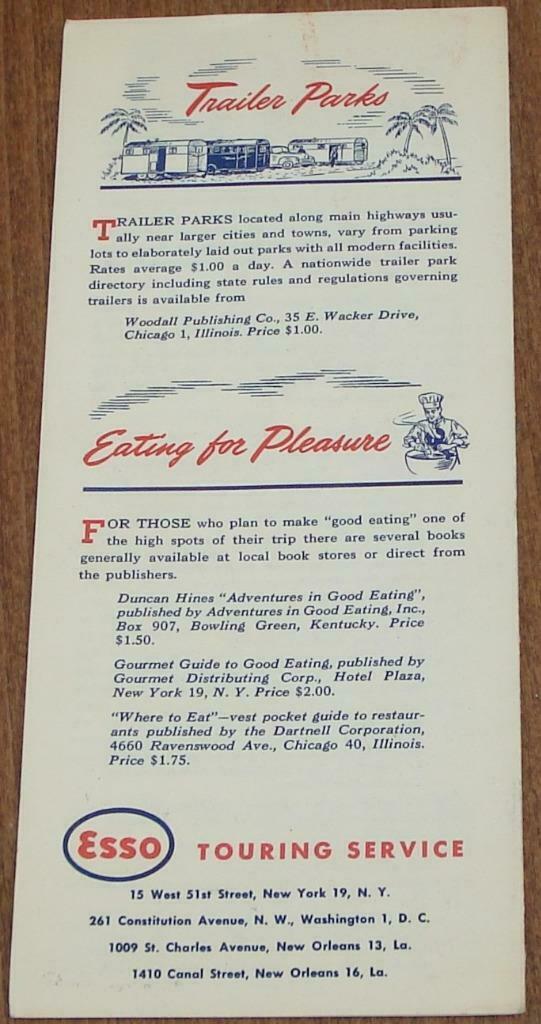 Trailer Parks
TRAILER PARKS located along main highways usu-
ally near larger cities and towns, vary from parking
lots to elaborately laid out parks with all modern facilities.
Rates average $1.00 a day. A nationwide trailer park
directory including state rules and regulations governing
trailers is available from
Woodall Publishing Co., 35 E. Wacker Drive,
Chicago 1, Illinois. Price $1.00.
Eating for Pleasure
FOR THOSE who plan to make "good eating" one of
the high spots of their trip there are several books
generally available at local book stores or direct from
the publishers.
Duncan Hines "Adventures in Good Eating",
published by Adventures in Good Eating, Inc.,
Box 907, Bowling Green, Kentucky. Price
$1.50.
Gourmet Guide to Good Eating, published by
Gourmet Distributing Corp., Hotel Plaza,
New York 19, N. Y. Price $2.00.
"Where to Eat"—vest pocket guide to restaur-
ants published by the Dartnell Corporation,
4660 Ravenswood Ave., Chicago 40, Illinois.
Price $1.75.
Esso TOURING SERVICE
15 West 51st Street, New York 19, N. Y.
261 Constitution Avenue, N. W., Washington 1, D. C.
1009 St. Charles Avenue, New Orleans 13, La.
1410 Canal Street, New Orleans 16, La.